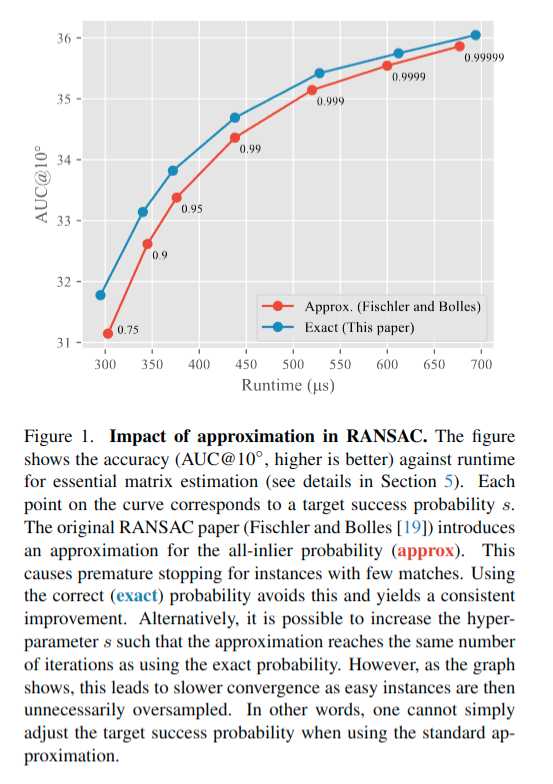 36
35
34
33
32
31
AUC@10°
0.75
0.9
0.95
0.99
0.999
0.9999
0.99999
Approx. (Fischler and Bolles)
Exact (This paper)
300 350 400 450 500 550 600 650 700
Runtime (μs)
Figure 1. Impact of approximation in RANSAC. The figure
shows the accuracy (AUC@10°, higher is better) against runtime
for essential matrix estimation (see details in Section 5). Each
point on the curve corresponds to a target success probability s.
The original RANSAC paper (Fischler and Bolles [19]) introduces
an approximation for the all-inlier probability (approx). This
causes premature stopping for instances with few matches. Using
the correct (exact) probability avoids this and yields a consistent
improvement. Alternatively, it is possible to increase the hyper-
parameter s such that the approximation reaches the same number
of iterations as using the exact probability. However, as the graph
shows, this leads to slower convergence as easy instances are then
unnecessarily oversampled. In other words, one cannot simply
adjust the target success probability when using the standard ap-
proximation.